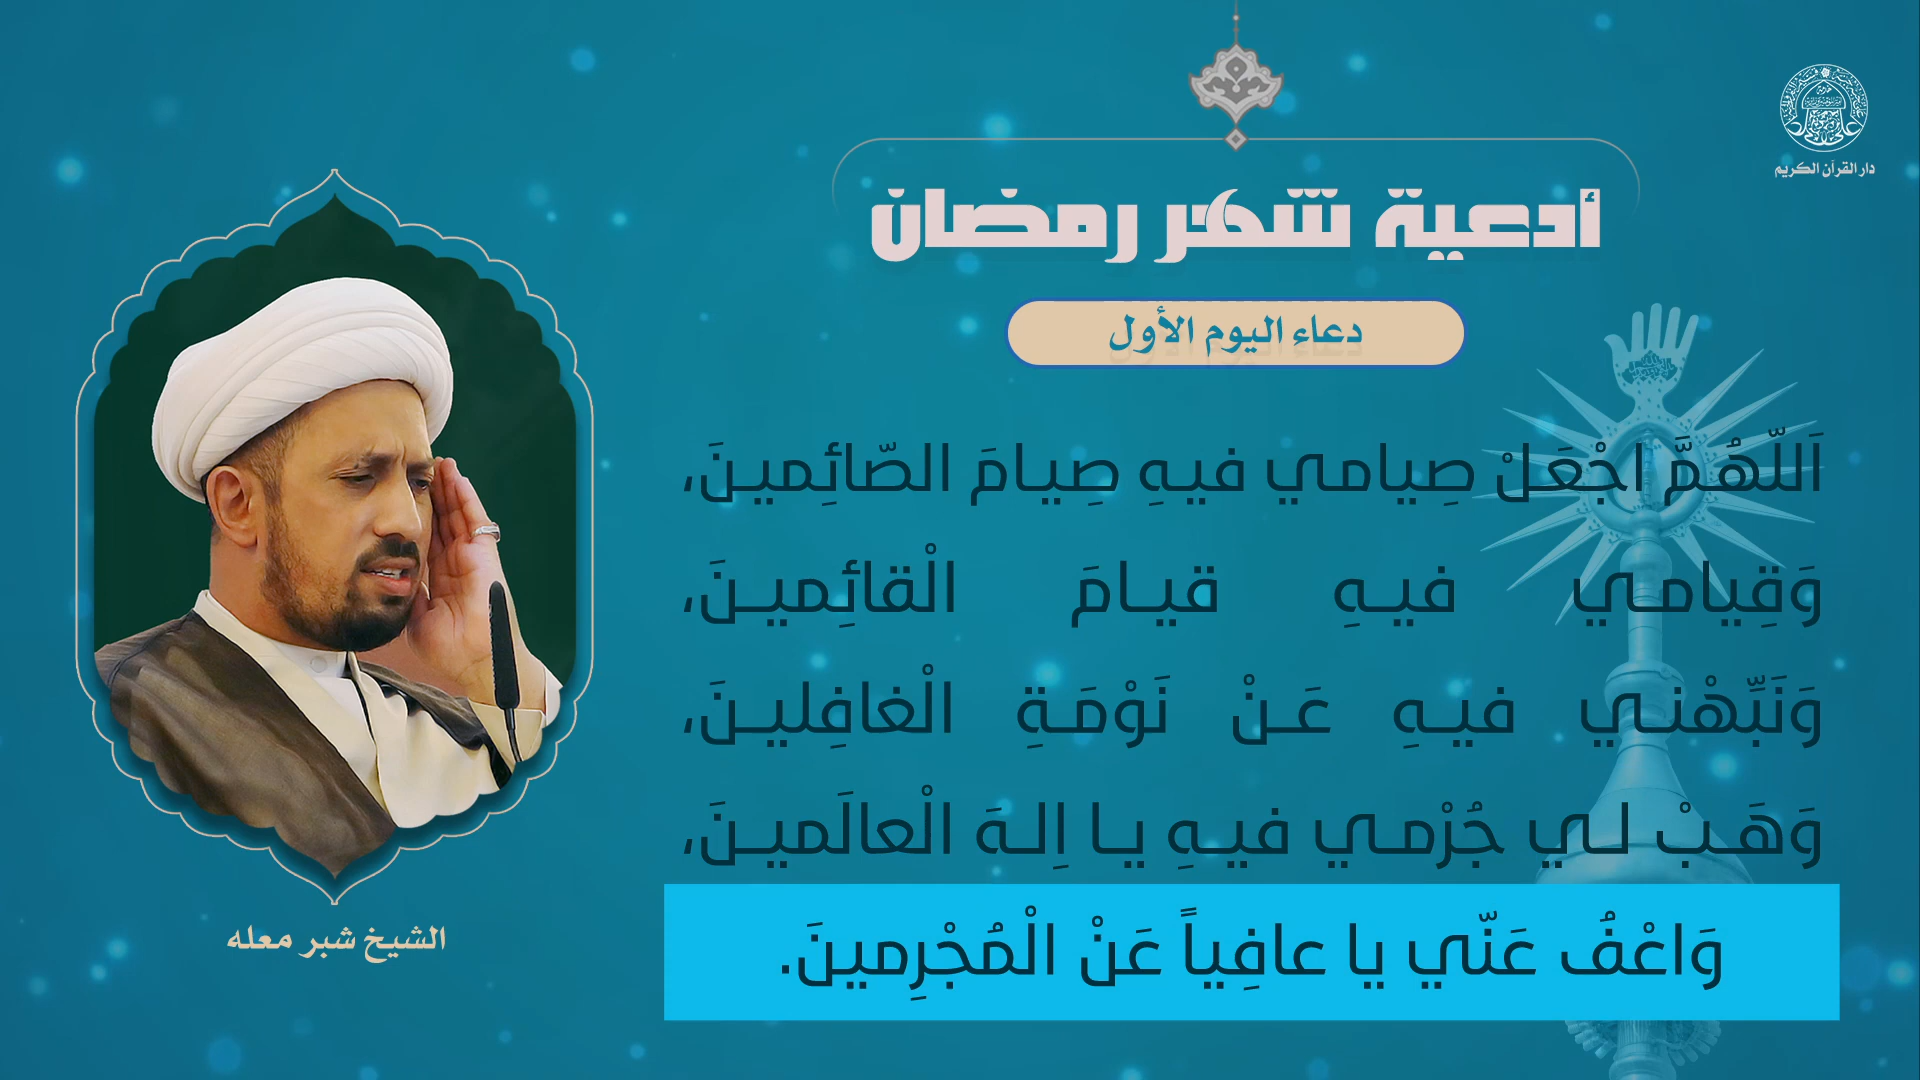 دار القرآن الكريم
أدعية شهر رمضان
دعاء اليوم الأول
اَللّهُمَّ اجْعَلْ صِيامي فيهِ صِيامَ الصّائِمينَ،
وَقِيامي فيهِ قيامَ الْقائِمينَ،
وَنَبِّهْني فيهِ عَنْ نَوْمَةِ الْغافِلينَ،
وَهَبْ لي جُرْمي فيهِ يا اِلهَ الْعالَمينَ،
وَاعْفُ عَنّي يا عافِياً عَنْ الْمُجْرِمينَ.
الشيخ شبر معله